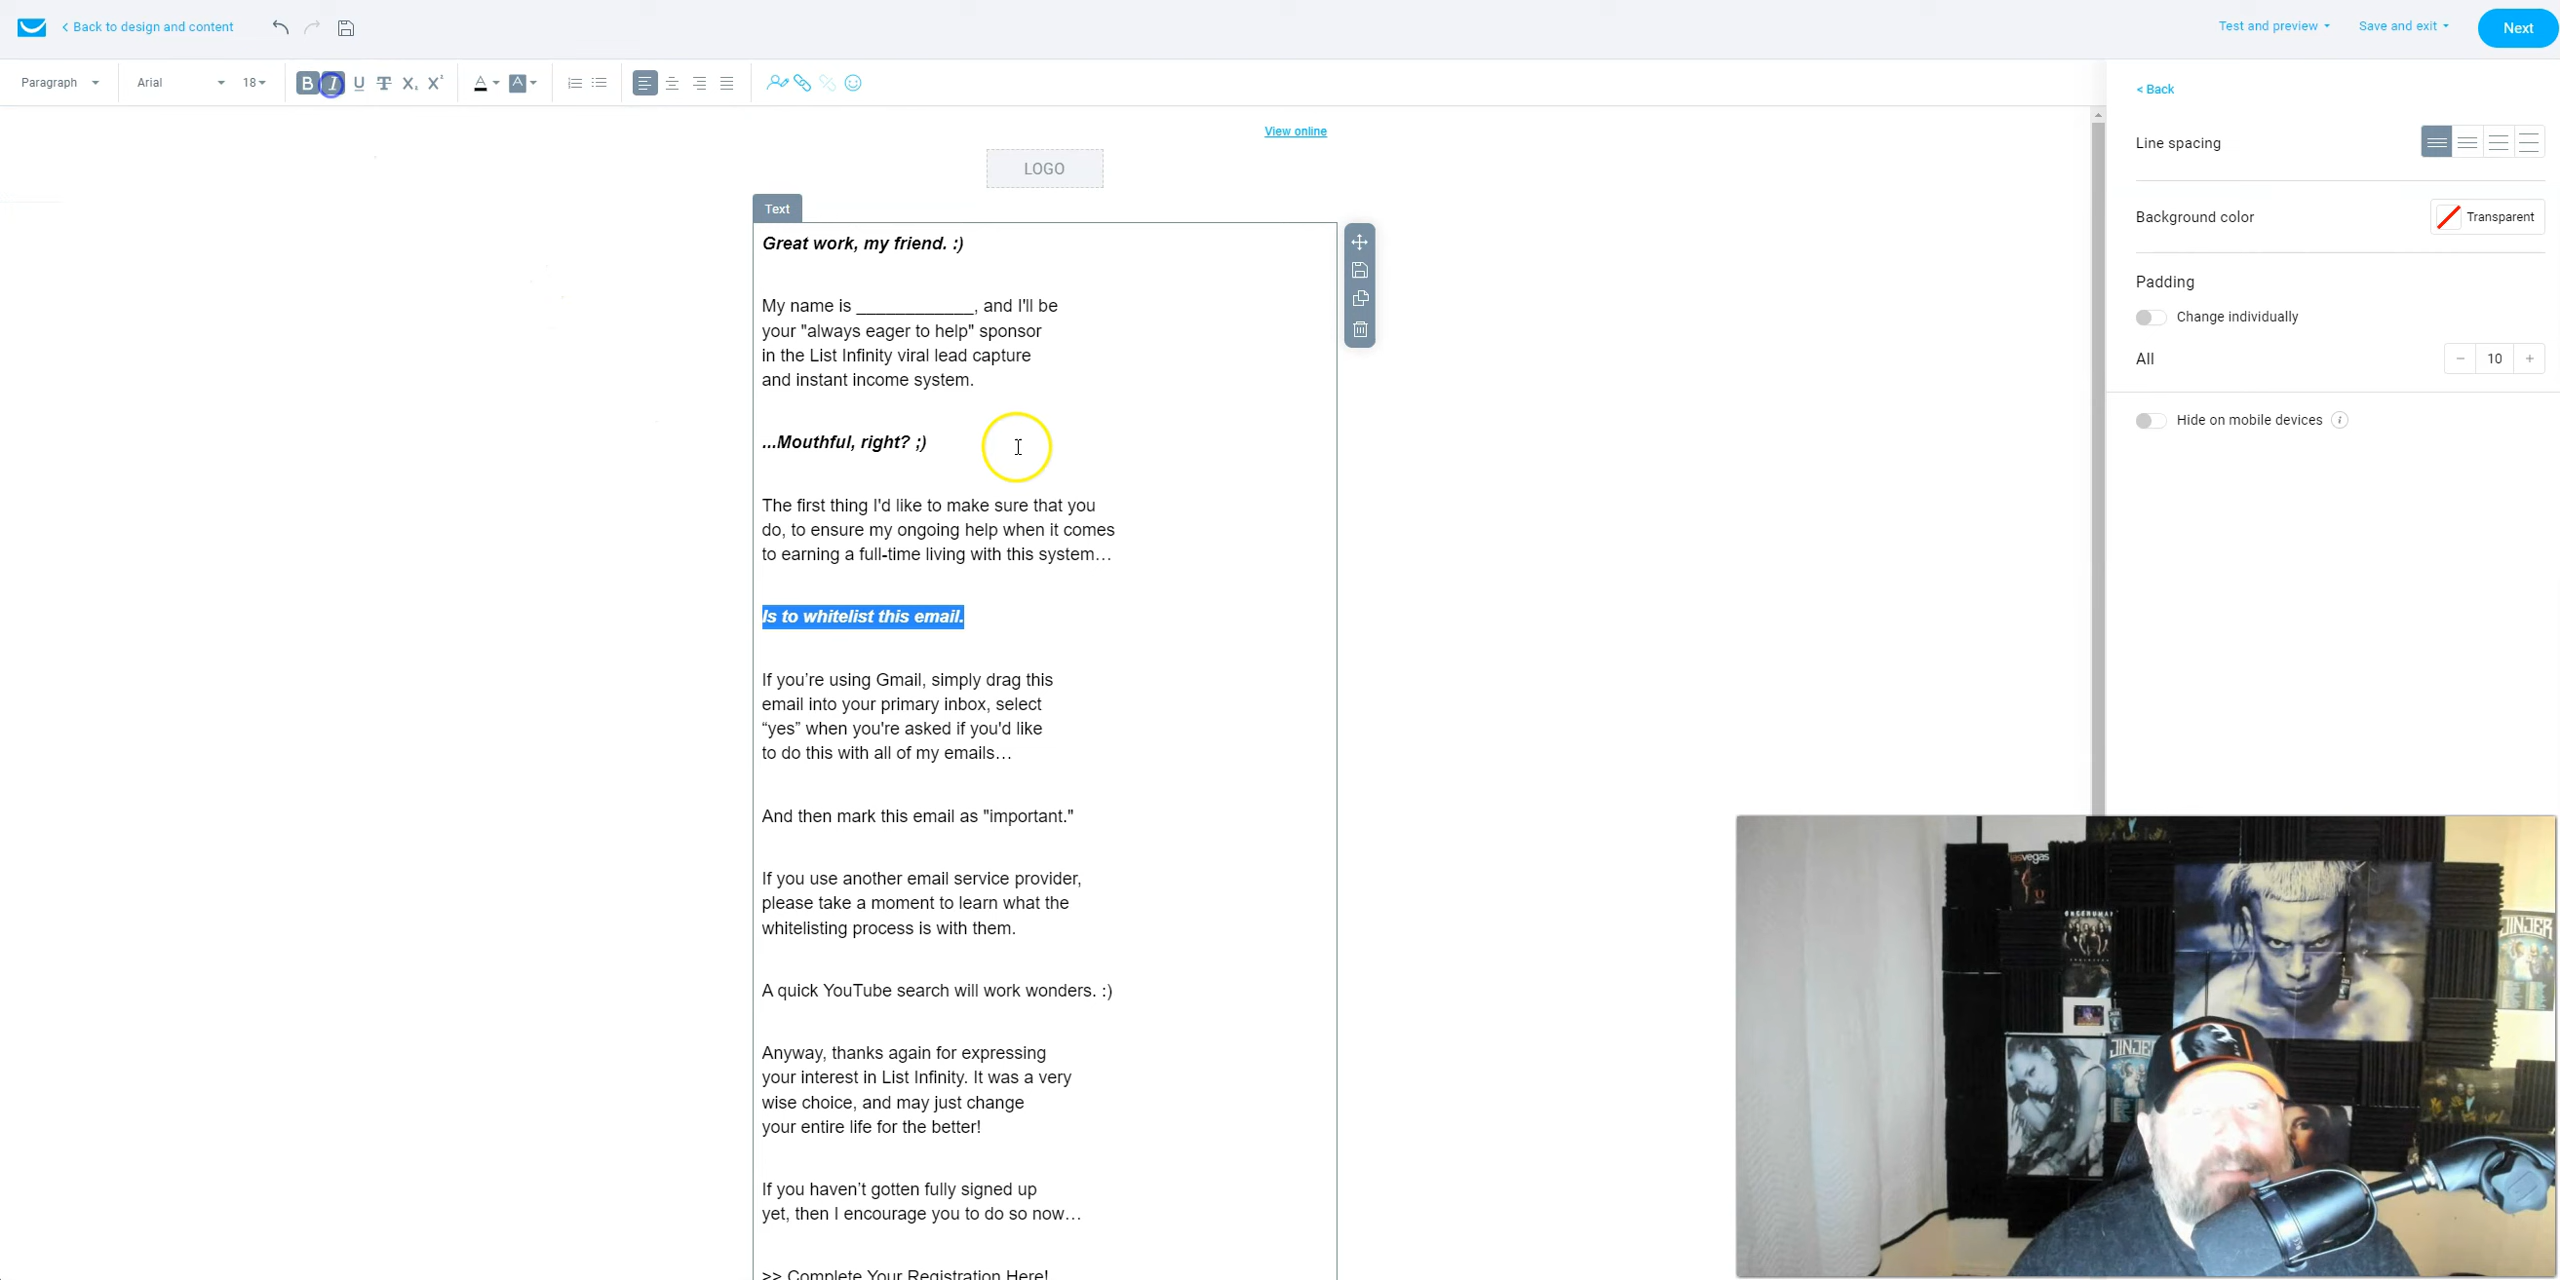 < Back to design and content
Test and preview
Save and exit
Next
Paragraph
Arial
18
B I U T X, X'
A A
< Back
View online
LOGO
Text
Line spacing
Background color
Transparent
Padding
Change individually
All
− 10 +
Hide on mobile devices i
Great work, my friend. :)
My name is ____________, and I'll be
your "always eager to help" sponsor
in the List Infinity viral lead capture
and instant income system.
...Mouthful, right? ;)
The first thing I'd like to make sure that you
do, to ensure my ongoing help when it comes
to earning a full-time living with this system…
Is to whitelist this email.
If you’re using Gmail, simply drag this
email into your primary inbox, select
“yes” when you're asked if you'd like
to do this with all of my emails…
And then mark this email as "important."
If you use another email service provider,
please take a moment to learn what the
whitelisting process is with them.
A quick YouTube search will work wonders. :)
Anyway, thanks again for expressing
your interest in List Infinity. It was a very
wise choice, and may just change
your entire life for the better!
If you haven’t gotten fully signed up
yet, then I encourage you to do so now…
>> Complete Your Registration Here!
JINJER
JINJER